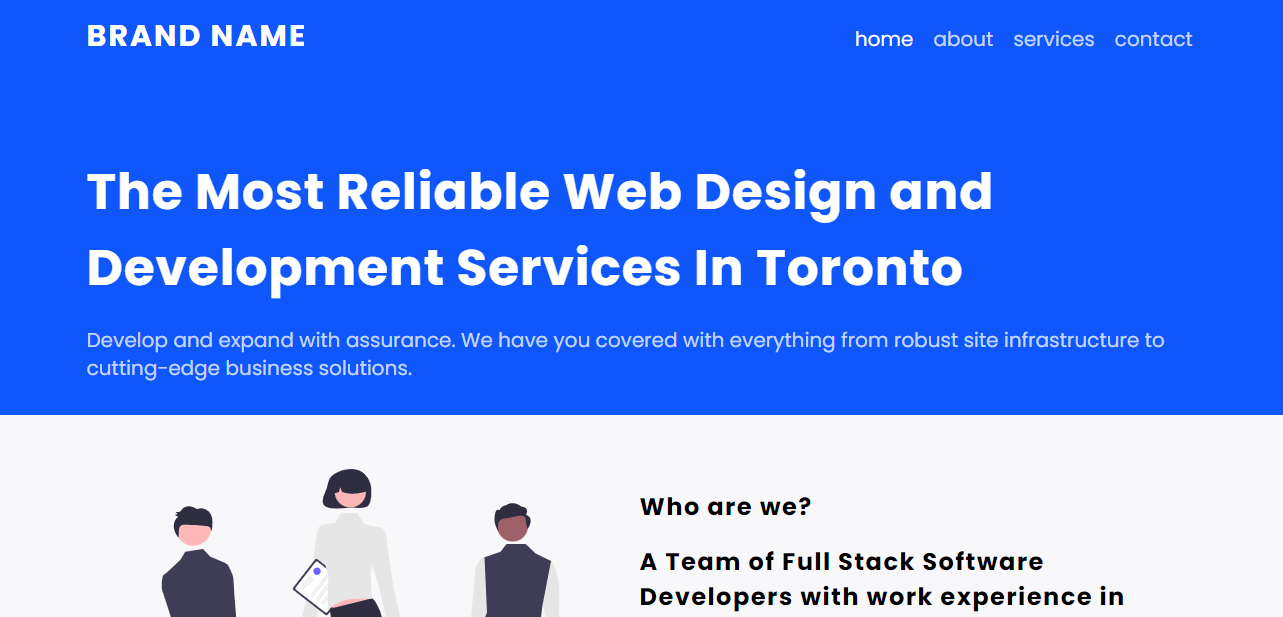 BRAND NAME
home about services contact
The Most Reliable Web Design and
Development Services In Toronto
Develop and expand with assurance. We have you covered with everything from robust site infrastructure to
cutting-edge business solutions.
Who are we?
A Team of Full Stack Software
Developers with work experience in